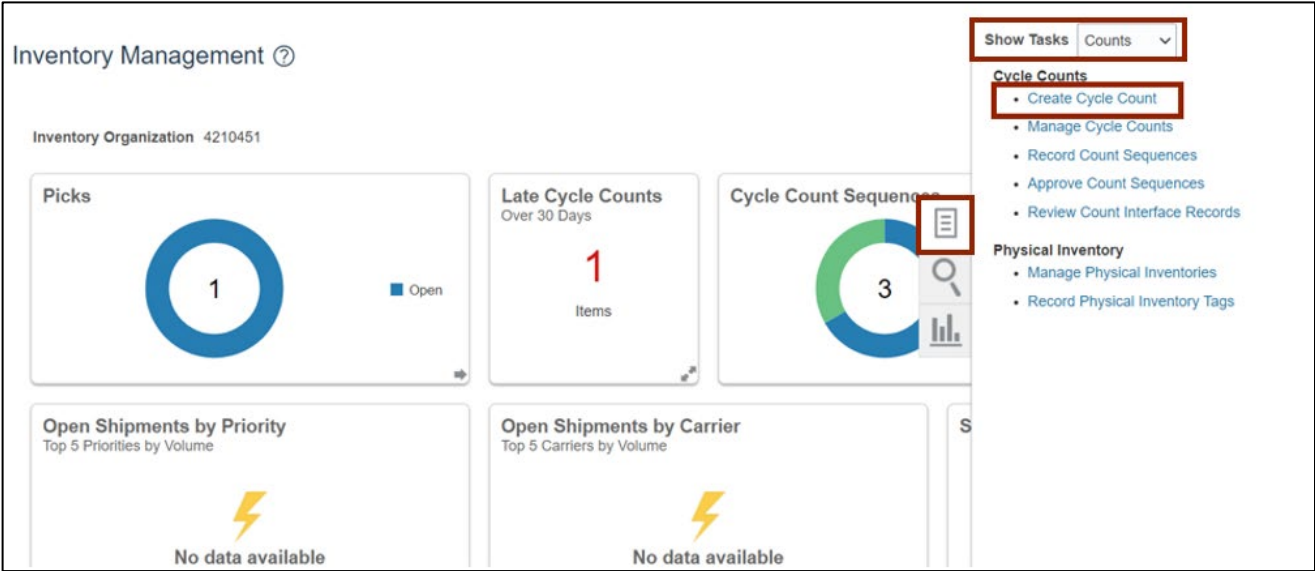 Inventory Management ?
Inventory Organization 4210451
Picks
1
Open
Late Cycle Counts
Over 30 Days
1
Items
Cycle Count Sequences
3
Open Shipments by Priority
Top 5 Priorities by Volume
No data available
Open Shipments by Carrier
Top 5 Carriers by Volume
No data available
S
Show Tasks Counts
Cycle Counts
• Create Cycle Count
• Manage Cycle Counts
• Record Count Sequences
• Approve Count Sequences
• Review Count Interface Records
Physical Inventory
• Manage Physical Inventories
• Record Physical Inventory Tags